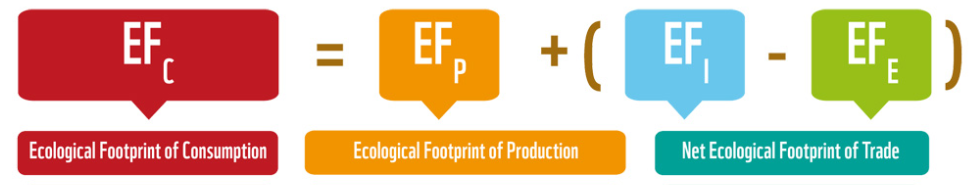 EFC = EFP + (EFI - EFE)
Ecological Footprint of Consumption Ecological Footprint of Production Net Ecological Footprint of Trade